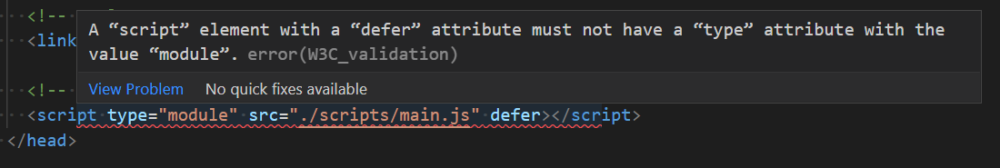 <!--
A “script” element with a “defer” attribute must not have a “type” attribute with the
<link
value “module”. error(W3C_validation)
<!--
View Problem No quick fixes available
<script type="module" src="./scripts/main.js" defer></script>
</head>